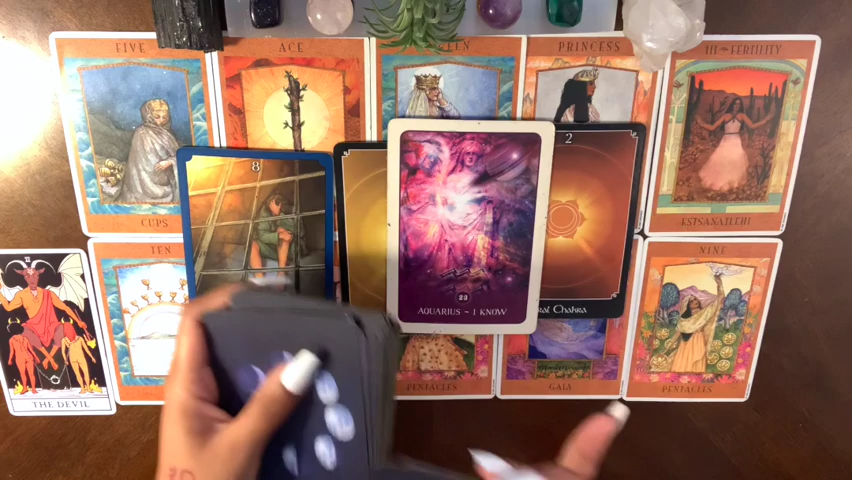 FIVE
ACE
PRINCESS
III FERTILITY
CUPS
8
2
ESTSANATLEHI
TEN
NINE
23
AQUARIUS ~ I KNOW
Chakra
THE DEVIL
PENTACLES
GAIA
PENTACLES